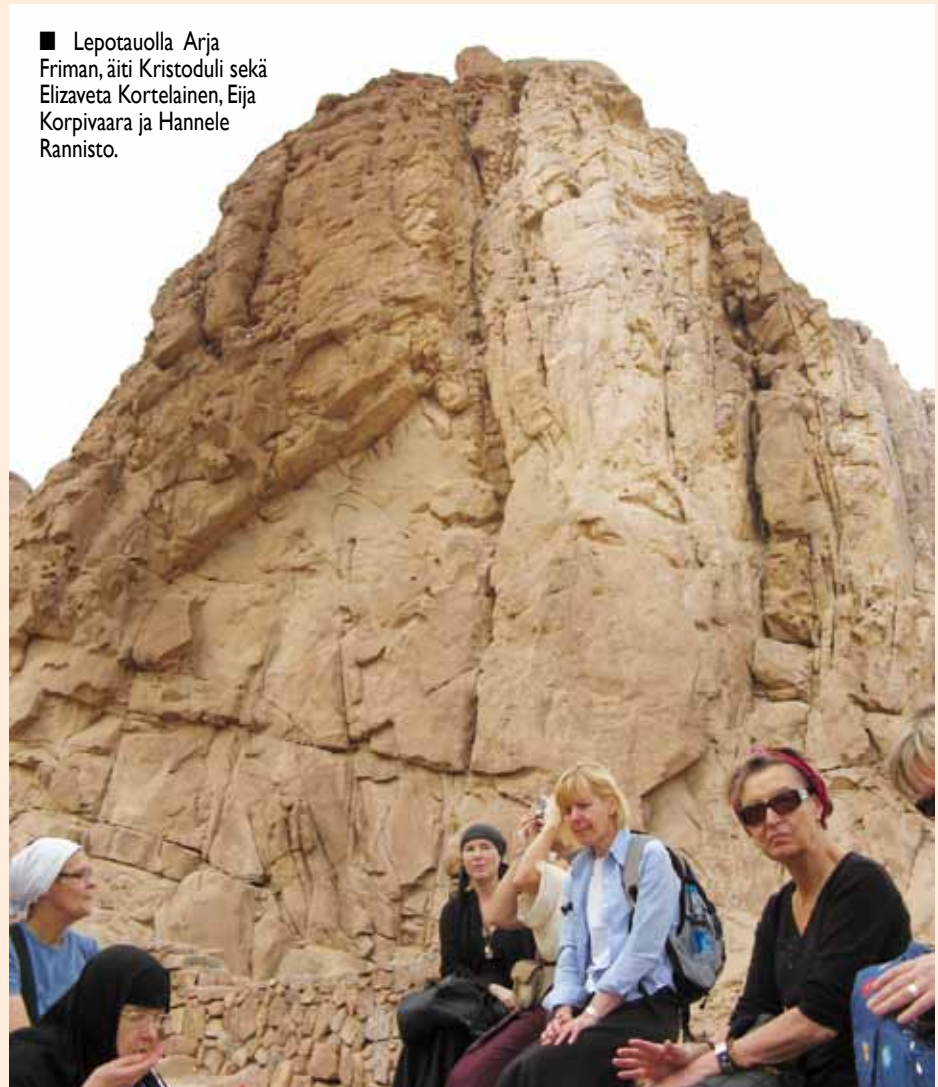 ■ Lepotauolla Arja
Friman, äiti Kristoduli sekä
Elizaveta Kortelainen, Eija
Korpivaara ja Hannele
Rannisto.